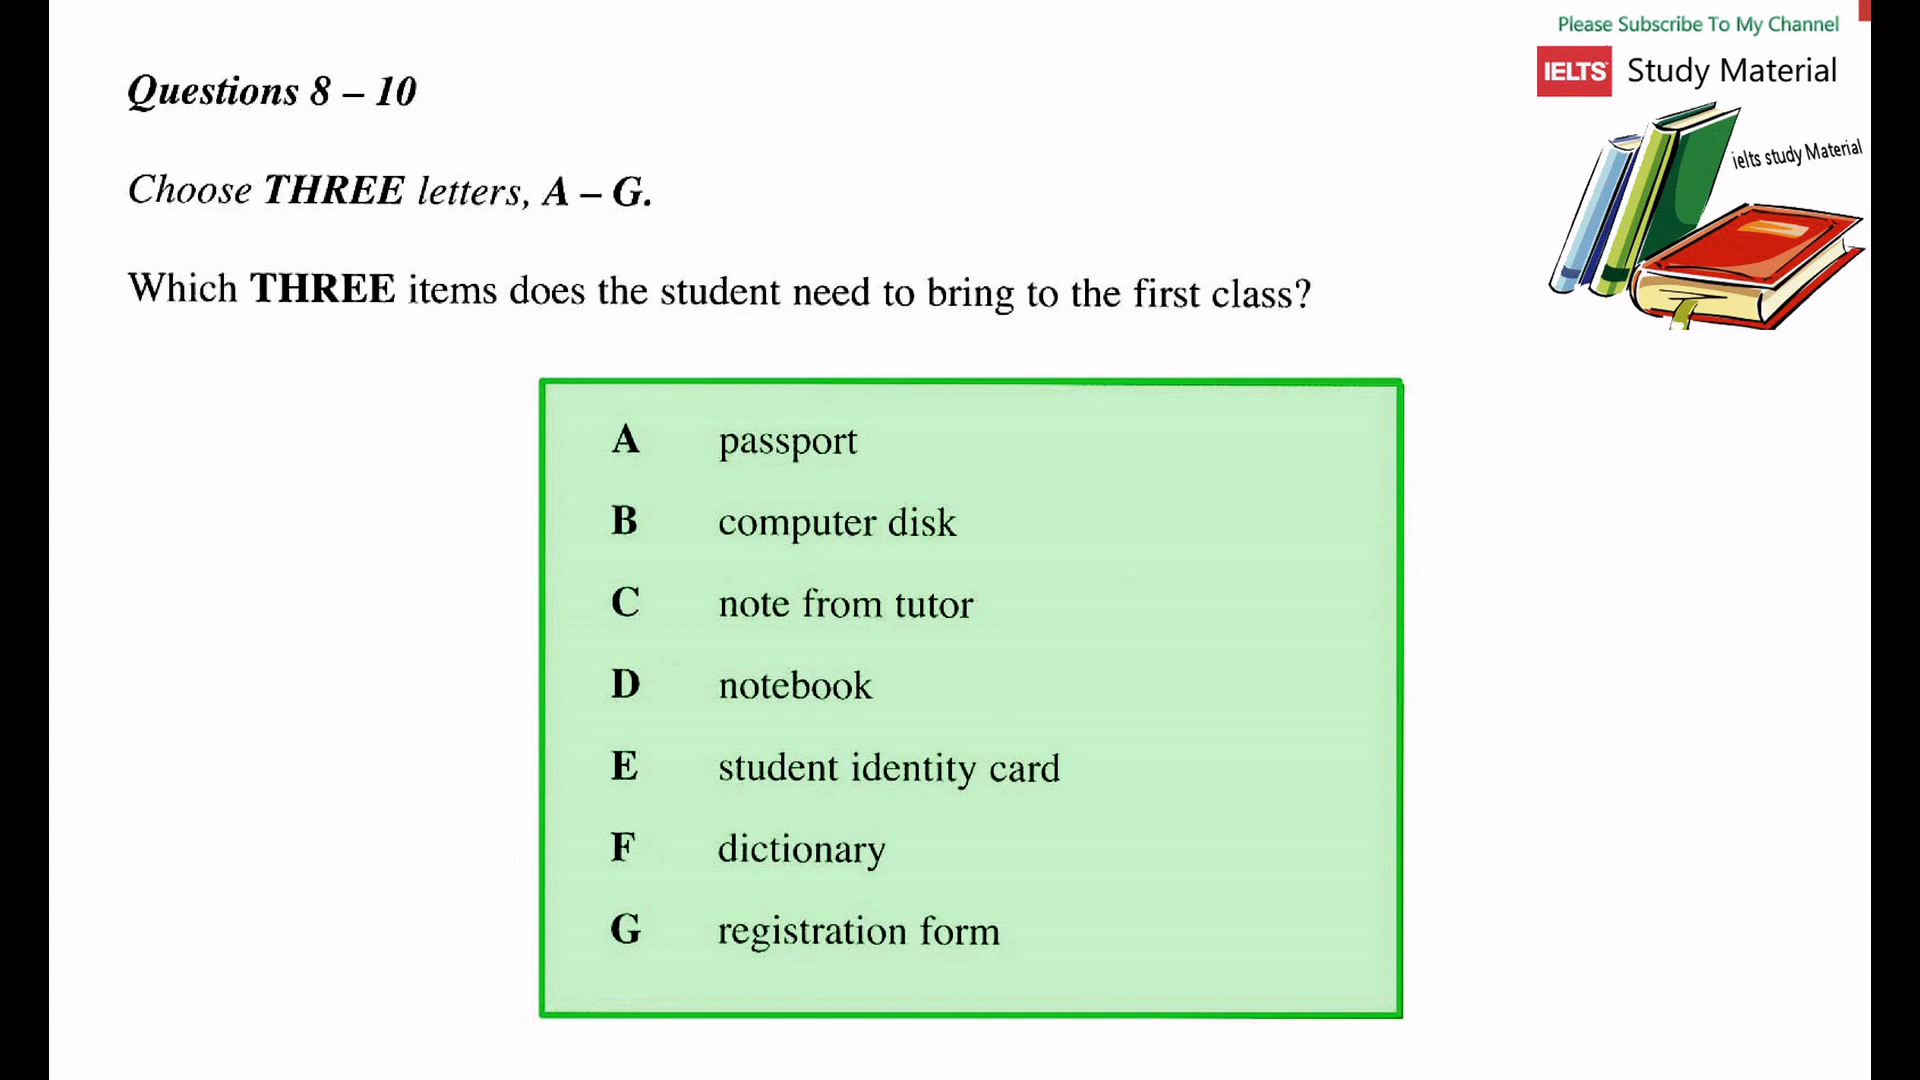 Please Subscribe To My Channel
IELTS Study Material
ielts study Material
Questions 8 – 10
Choose THREE letters, A – G.
Which THREE items does the student need to bring to the first class?
A passport
B computer disk
C note from tutor
D notebook
E student identity card
F dictionary
G registration form